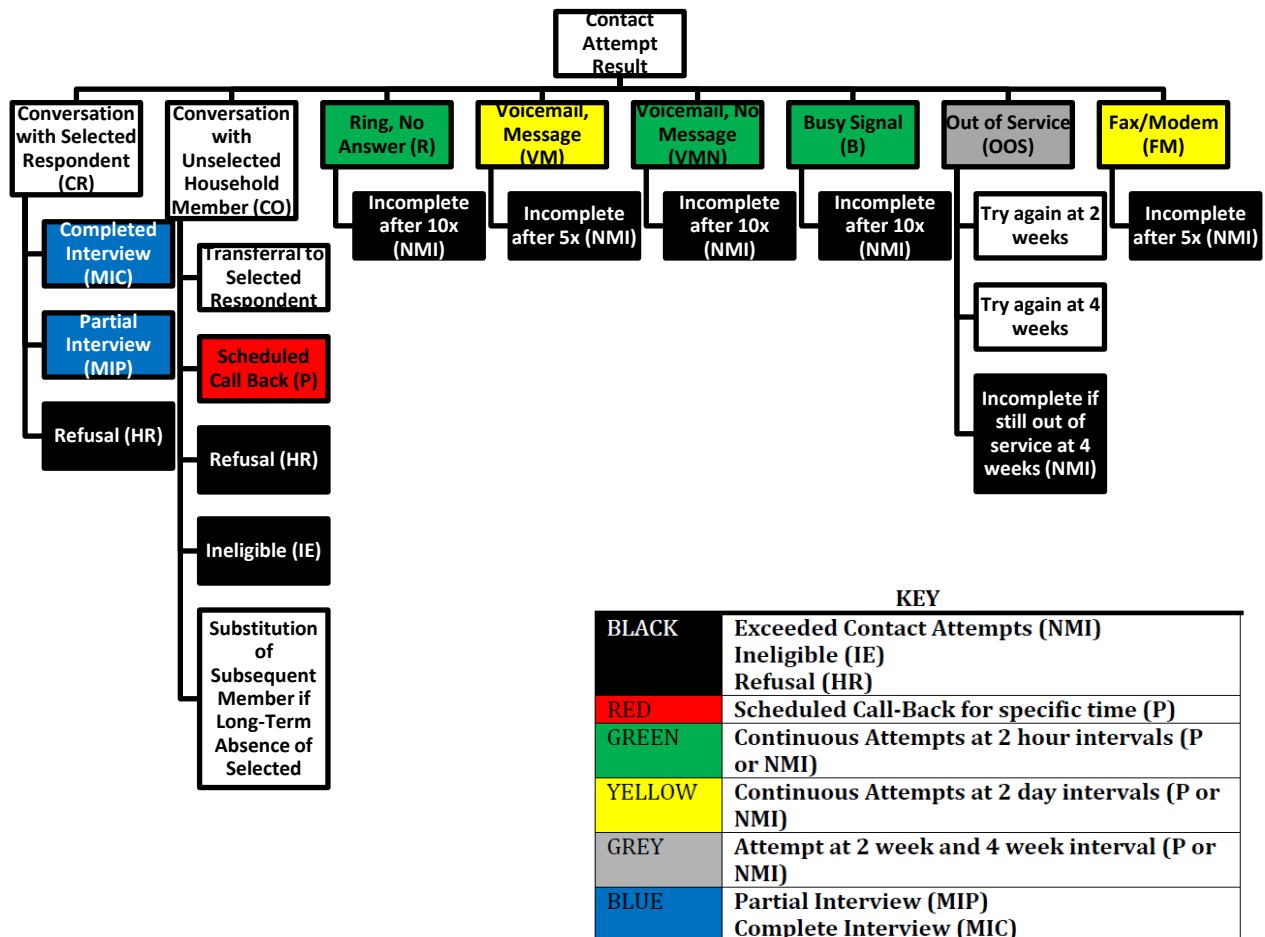 Contact
Attempt
Result
Conversation
with Selected
Respondent
(CR)
Completed
Interview
(MIC)
Partial
Interview
(MIP)
Refusal (HR)
Conversation
with
Unselected
Household
Member (CO)
Transferral to
Selected
Respondent
Scheduled
Call Back (P)
Refusal (HR)
Ineligible (IE)
Substitution
of
Subsequent
Member if
Long-Term
Absence of
Selected
Ring, No
Answer (R)
Incomplete
after 10x
(NMI)
Voicemail,
Message
(VM)
Incomplete
after 5x (NMI)
Voicemail, No
Message
(VMN)
Incomplete
after 10x
(NMI)
Busy Signal
(B)
Incomplete
after 10x
(NMI)
Out of Service
(OOS)
Try again at 2
weeks
Try again at 4
weeks
Incomplete if
still out of
service at 4
weeks (NMI)
Fax/Modem
(FM)
Incomplete
after 5x (NMI)
KEY
BLACK Exceeded Contact Attempts (NMI)
Ineligible (IE)
Refusal (HR)
RED Scheduled Call-Back for specific time (P)
GREEN Continuous Attempts at 2 hour intervals (P
or NMI)
YELLOW Continuous Attempts at 2 day intervals (P or
NMI)
GREY Attempt at 2 week and 4 week interval (P or
NMI)
BLUE Partial Interview (MIP)
Complete Interview (MIC)